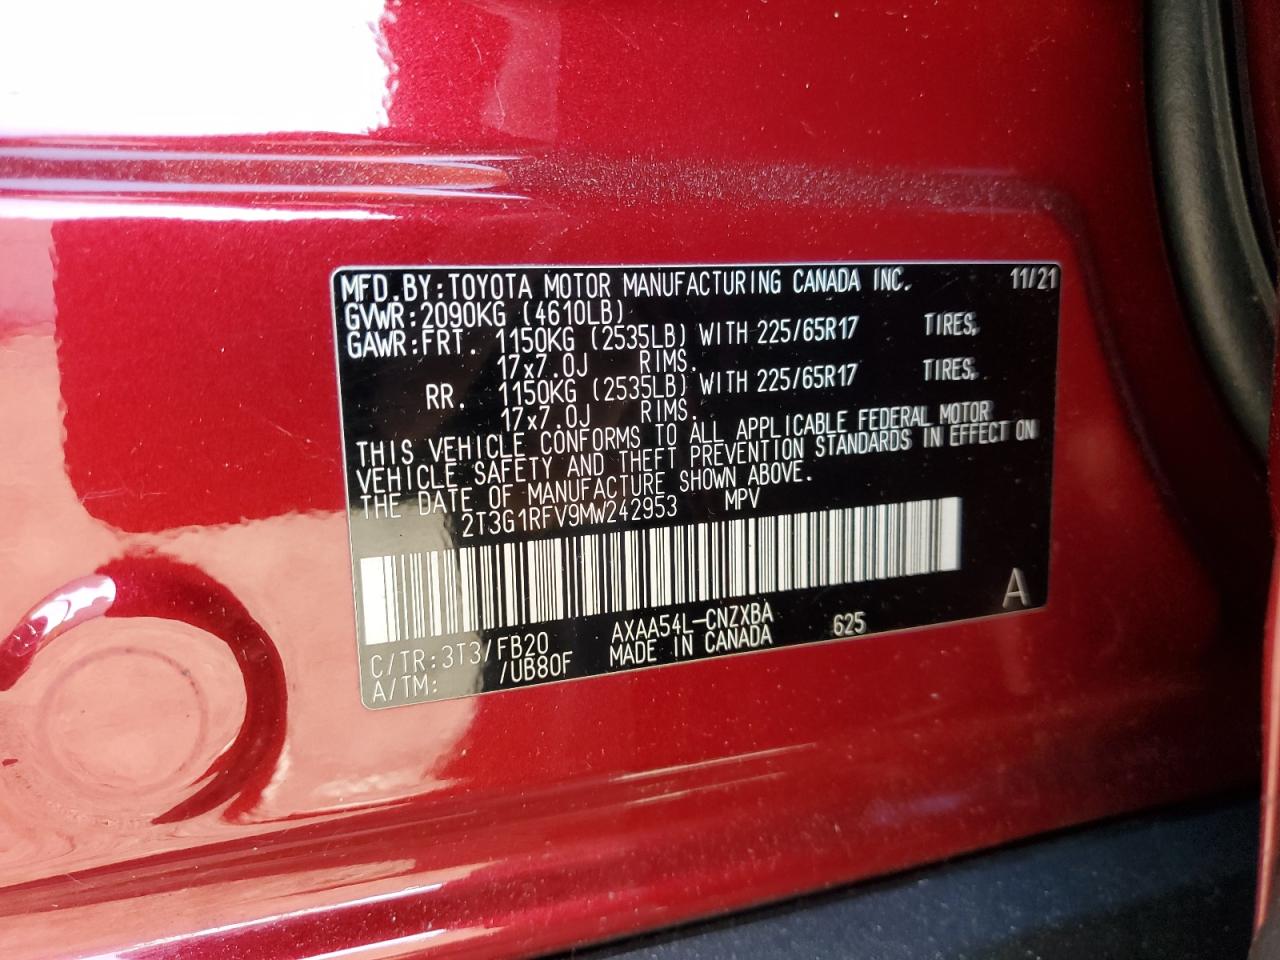 MFD.BY:TOYOTA MOTOR MANUFACTURING CANADA INC. 11/21
GVWR:2090KG (4610LB)
GAWR:FRT. 1150KG (2535LB) WITH 225/65R17 TIRES,
17x7.0J RIMS.
RR. 1150KG (2535LB) WITH 225/65R17 TIRES,
17x7.0J RIMS.
THIS VEHICLE CONFORMS TO ALL APPLICABLE FEDERAL MOTOR
VEHICLE SAFETY AND THEFT PREVENTION STANDARDS IN EFFECT ON
THE DATE OF MANUFACTURE SHOWN ABOVE.
2T3G1RFV9MW242953 MPV
A
C/TR:3T3/FB20 AXAA54L-CNZXBA 625
A/TM: /UB80F MADE IN CANADA